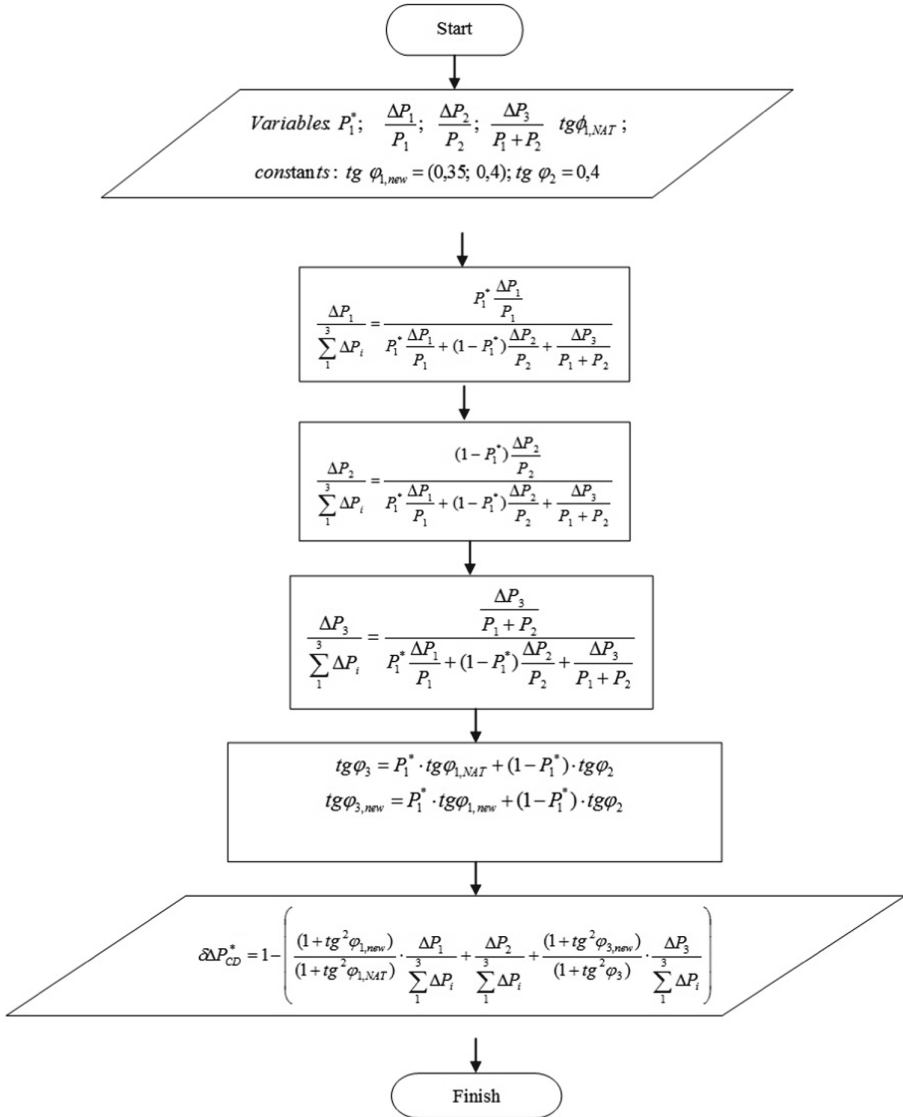 Start
Variables. P₁*; ΔP₁/P₁; ΔP₂/P₂; ΔP₃/(P₁ + P₂) tgϕ₁,NAT ;
constants : tg φ₁,new = (0,35; 0,4); tg φ₂ = 0,4
ΔP₁/∑₁³ΔPᵢ = (P₁* ΔP₁/P₁)/(P₁* ΔP₁/P₁ + (1 − P₁*) ΔP₂/P₂ + ΔP₃/(P₁ + P₂))
ΔP₂/∑₁³ΔPᵢ = ((1 − P₁*) ΔP₂/P₂)/(P₁* ΔP₁/P₁ + (1 − P₁*) ΔP₂/P₂ + ΔP₃/(P₁ + P₂))
ΔP₃/∑₁³ΔPᵢ = (ΔP₃/(P₁ + P₂))/(P₁* ΔP₁/P₁ + (1 − P₁*) ΔP₂/P₂ + ΔP₃/(P₁ + P₂))
tgφ₃ = P₁* · tgφ₁,NAT + (1 − P₁*) · tgφ₂
tgφ₃,new = P₁* · tgφ₁,new + (1 − P₁*) · tgφ₂
δΔP*CD = 1 − ((1 + tg²φ₁,new)/(1 + tg²φ₁,NAT) · ΔP₁/∑₁³ΔPᵢ + ΔP₂/∑₁³ΔPᵢ + (1 + tg²φ₃,new)/(1 + tg²φ₃) · ΔP₃/∑₁³ΔPᵢ)
Finish